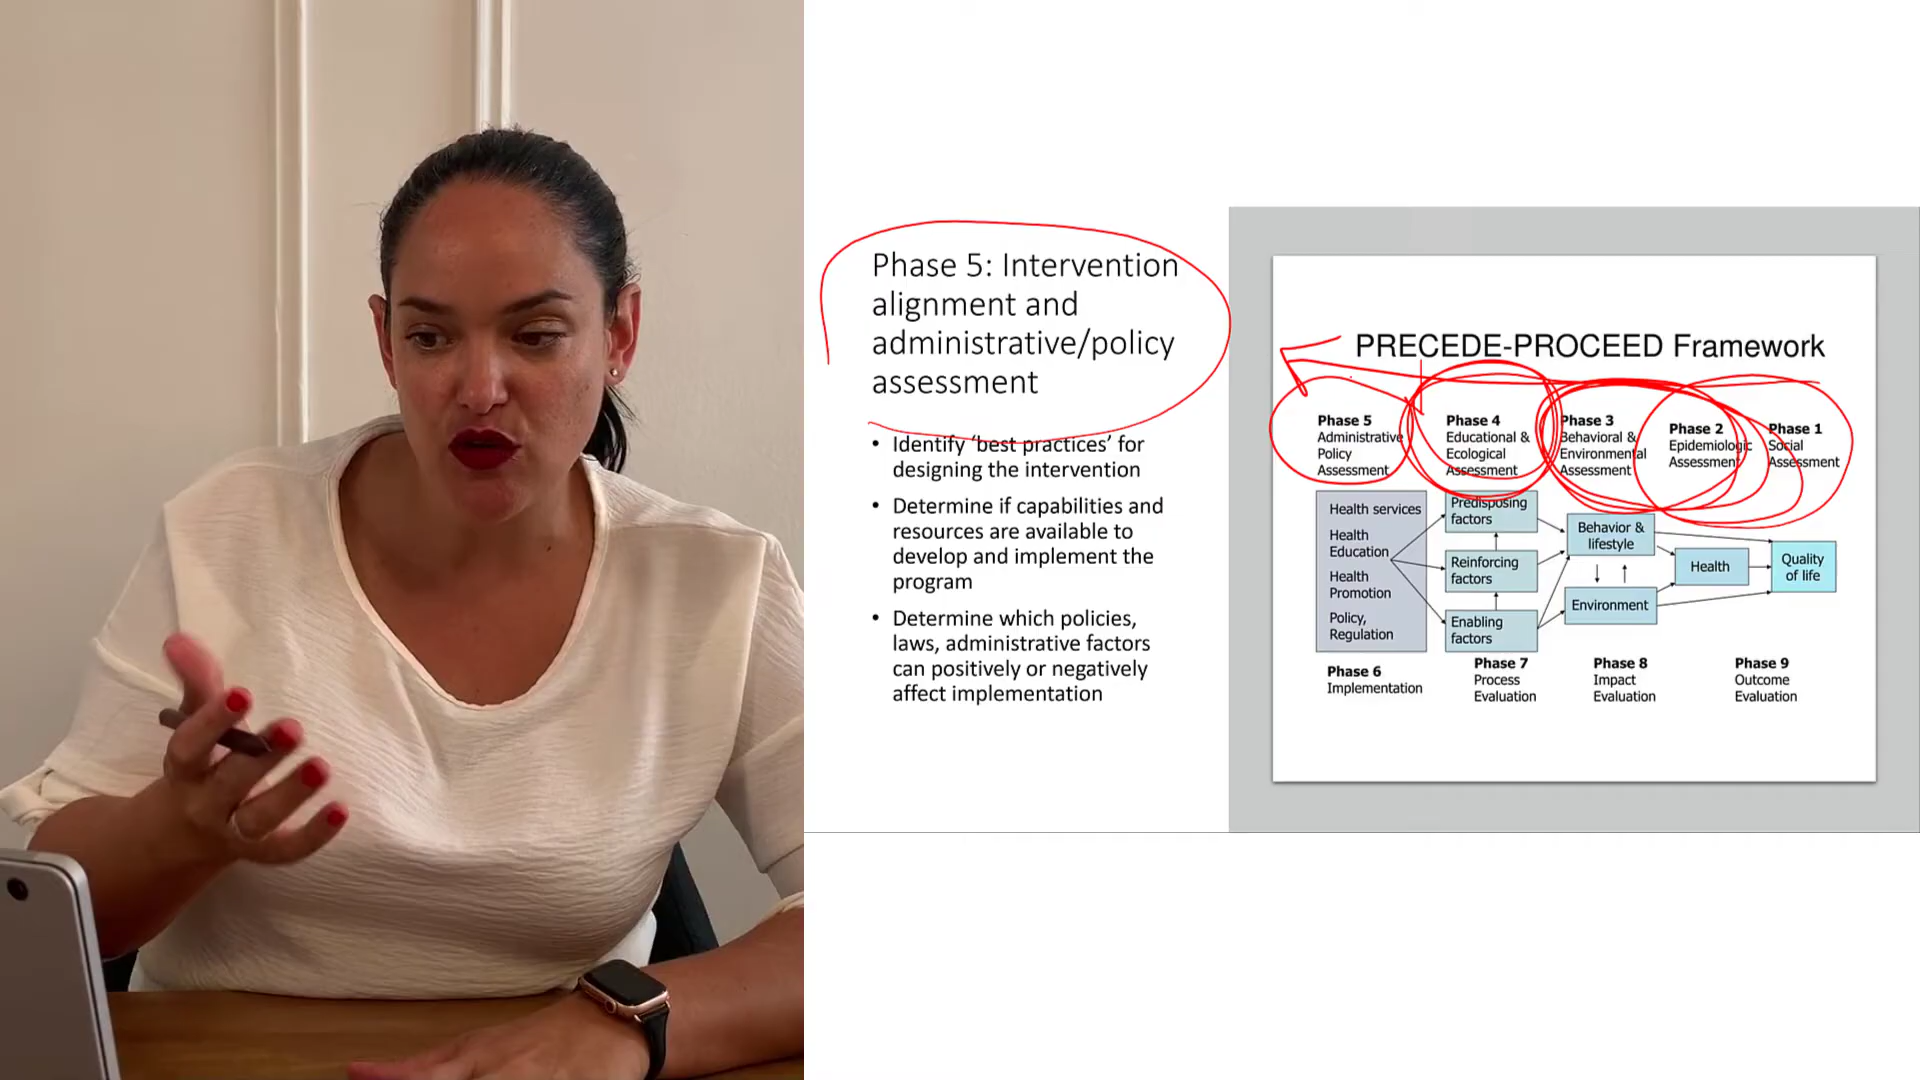 Phase 5: Intervention
alignment and
administrative/policy
assessment
• Identify ‘best practices’ for
designing the intervention
• Determine if capabilities and
resources are available to
develop and implement the
program
• Determine which policies,
laws, administrative factors
can positively or negatively
affect implementation
PRECEDE-PROCEED Framework
Phase 5
Administrative
Policy
Assessment
Phase 4
Educational &
Ecological
Assessment
Phase 3
Behavioral &
Environmental
Assessment
Phase 2
Epidemiologic
Assessment
Phase 1
Social
Assessment
Health services
Health
Education
Health
Promotion
Policy,
Regulation
Predisposing
factors
Reinforcing
factors
Enabling
factors
Behavior &
lifestyle
Environment
Health
Quality
of life
Phase 6
Implementation
Phase 7
Process
Evaluation
Phase 8
Impact
Evaluation
Phase 9
Outcome
Evaluation